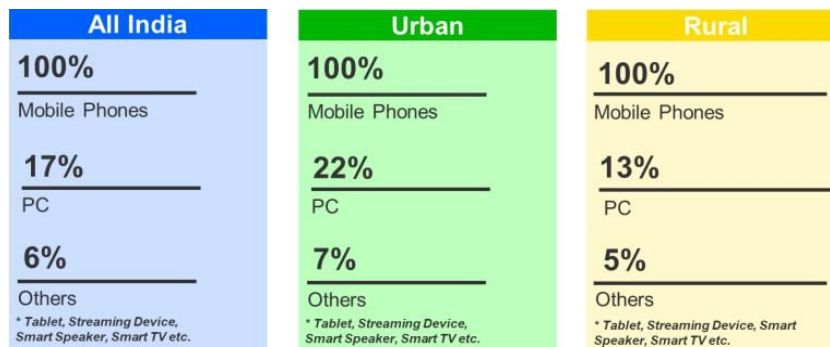 All India
100%
Mobile Phones
17%
PC
6%
Others
* Tablet, Streaming Device,
Smart Speaker, Smart TV etc.
Urban
100%
Mobile Phones
22%
PC
7%
Others
* Tablet, Streaming Device,
Smart Speaker, Smart TV etc.
Rural
100%
Mobile Phones
13%
PC
5%
Others
* Tablet, Streaming Device, Smart
Speaker, Smart TV etc.